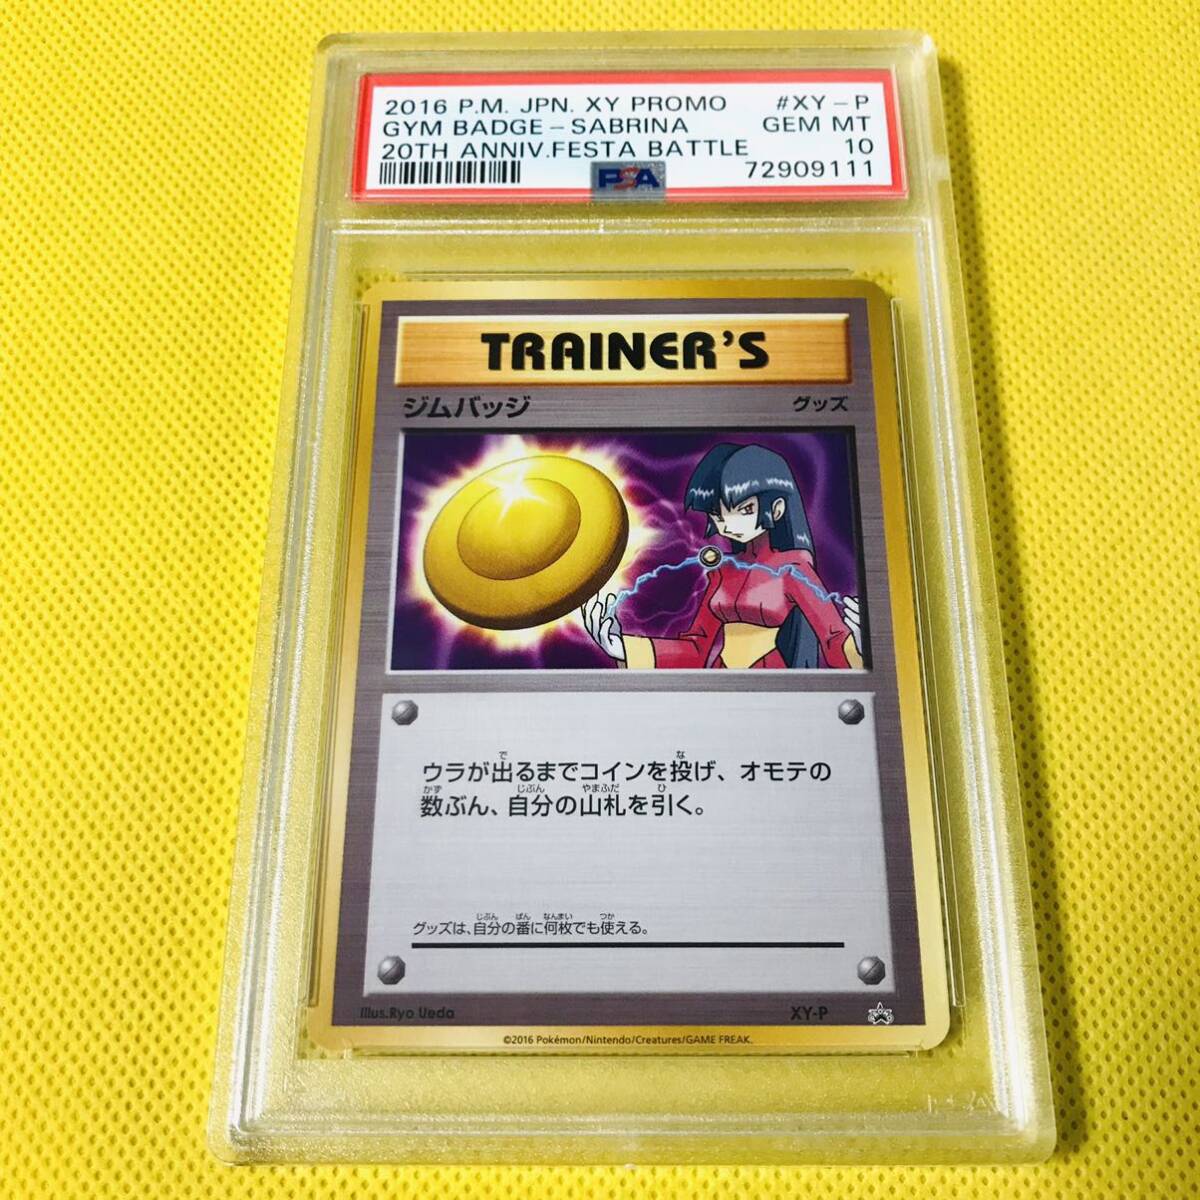 2016 P.M. JPN. XY PROMO #XY-P
GYM BADGE-SABRINA GEM MT
20TH ANNIV.FESTA BATTLE 10
PSA 72909111
TRAINER'S
ジムバッジ グッズ
ウラが出るまでコインを投げ、オモテの
数ぶん、自分の山札を引く。
グッズは、自分の番に何枚でも使える。
Illus.Ryo Ueda XY-P
©2016 Pokémon/Nintendo/Creatures/GAME FREAK.